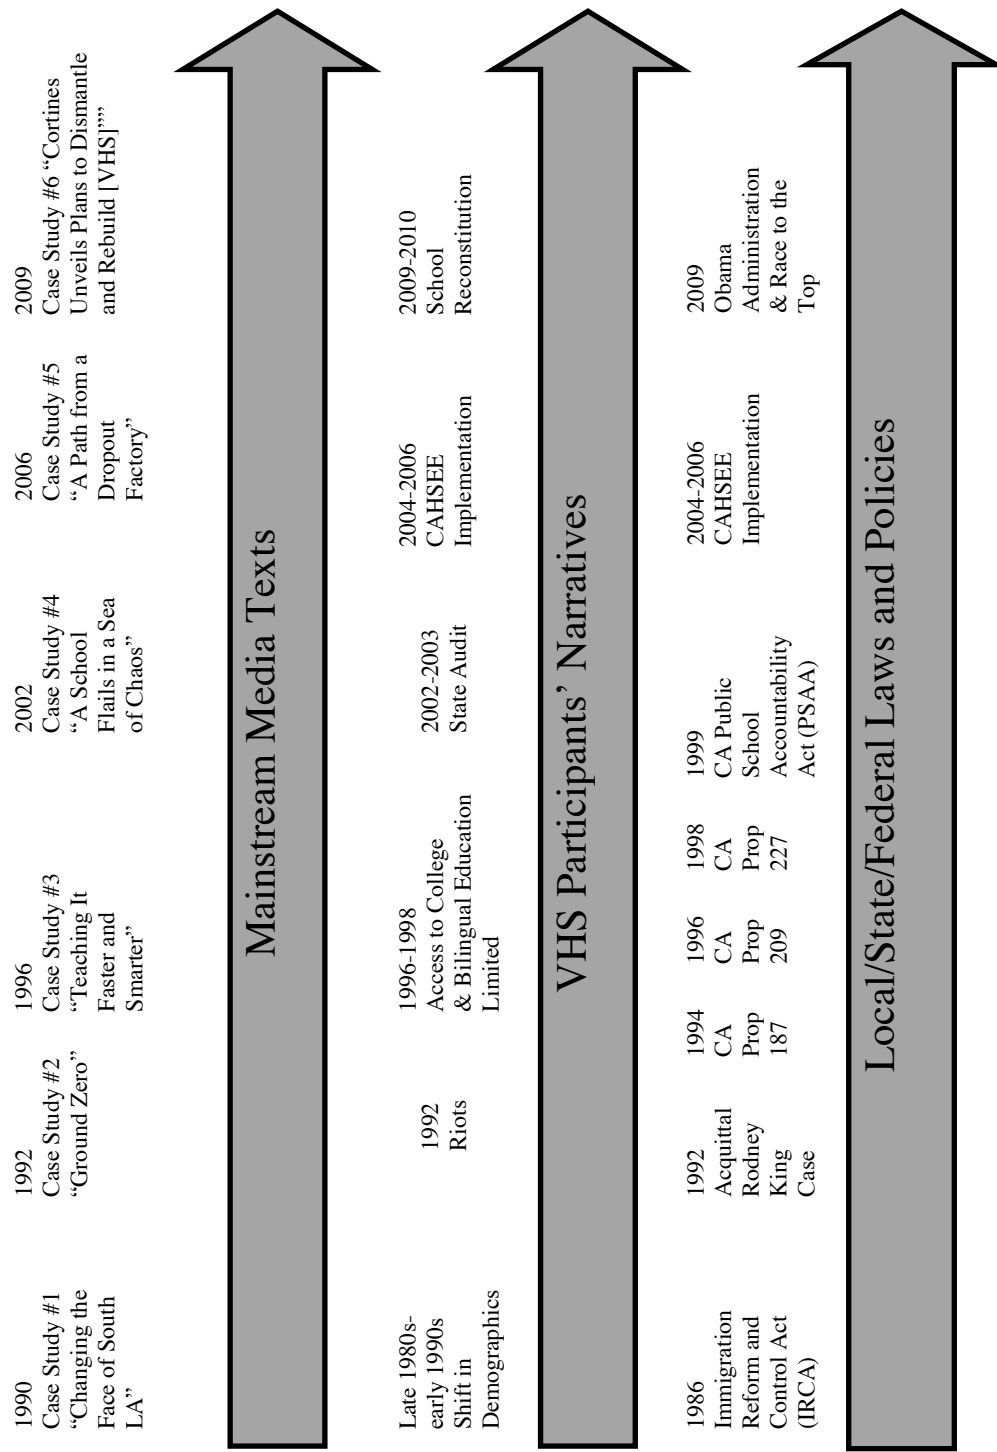 1990
Case Study #1
“Changing the
Face of South
LA”
1992
Case Study #2
“Ground Zero”
1996
Case Study #3
“Teaching It
Faster and
Smarter”
2002
Case Study #4
“A School
Flails in a Sea
of Chaos”
2006
Case Study #5
“A Path from a
Dropout
Factory”
2009
Case Study #6 “Cortines
Unveils Plans to Dismantle
and Rebuild [VHS]””
Mainstream Media Texts
Late 1980s-
early 1990s
Shift in
Demographics
1992
Riots
1996-1998
Access to College
& Bilingual Education
Limited
2002-2003
State Audit
2004-2006
CAHSEE
Implementation
2009-2010
School
Reconstitution
VHS Participants’ Narratives
1986
Immigration
Reform and
Control Act
(IRCA)
1992
Acquittal
Rodney
King
Case
1994
CA
Prop
187
1996
CA
Prop
209
1998
CA
Prop
227
1999
CA Public
School
Accountability
Act (PSAA)
2004-2006
CAHSEE
Implementation
2009
Obama
Administration
& Race to the
Top
Local/State/Federal Laws and Policies